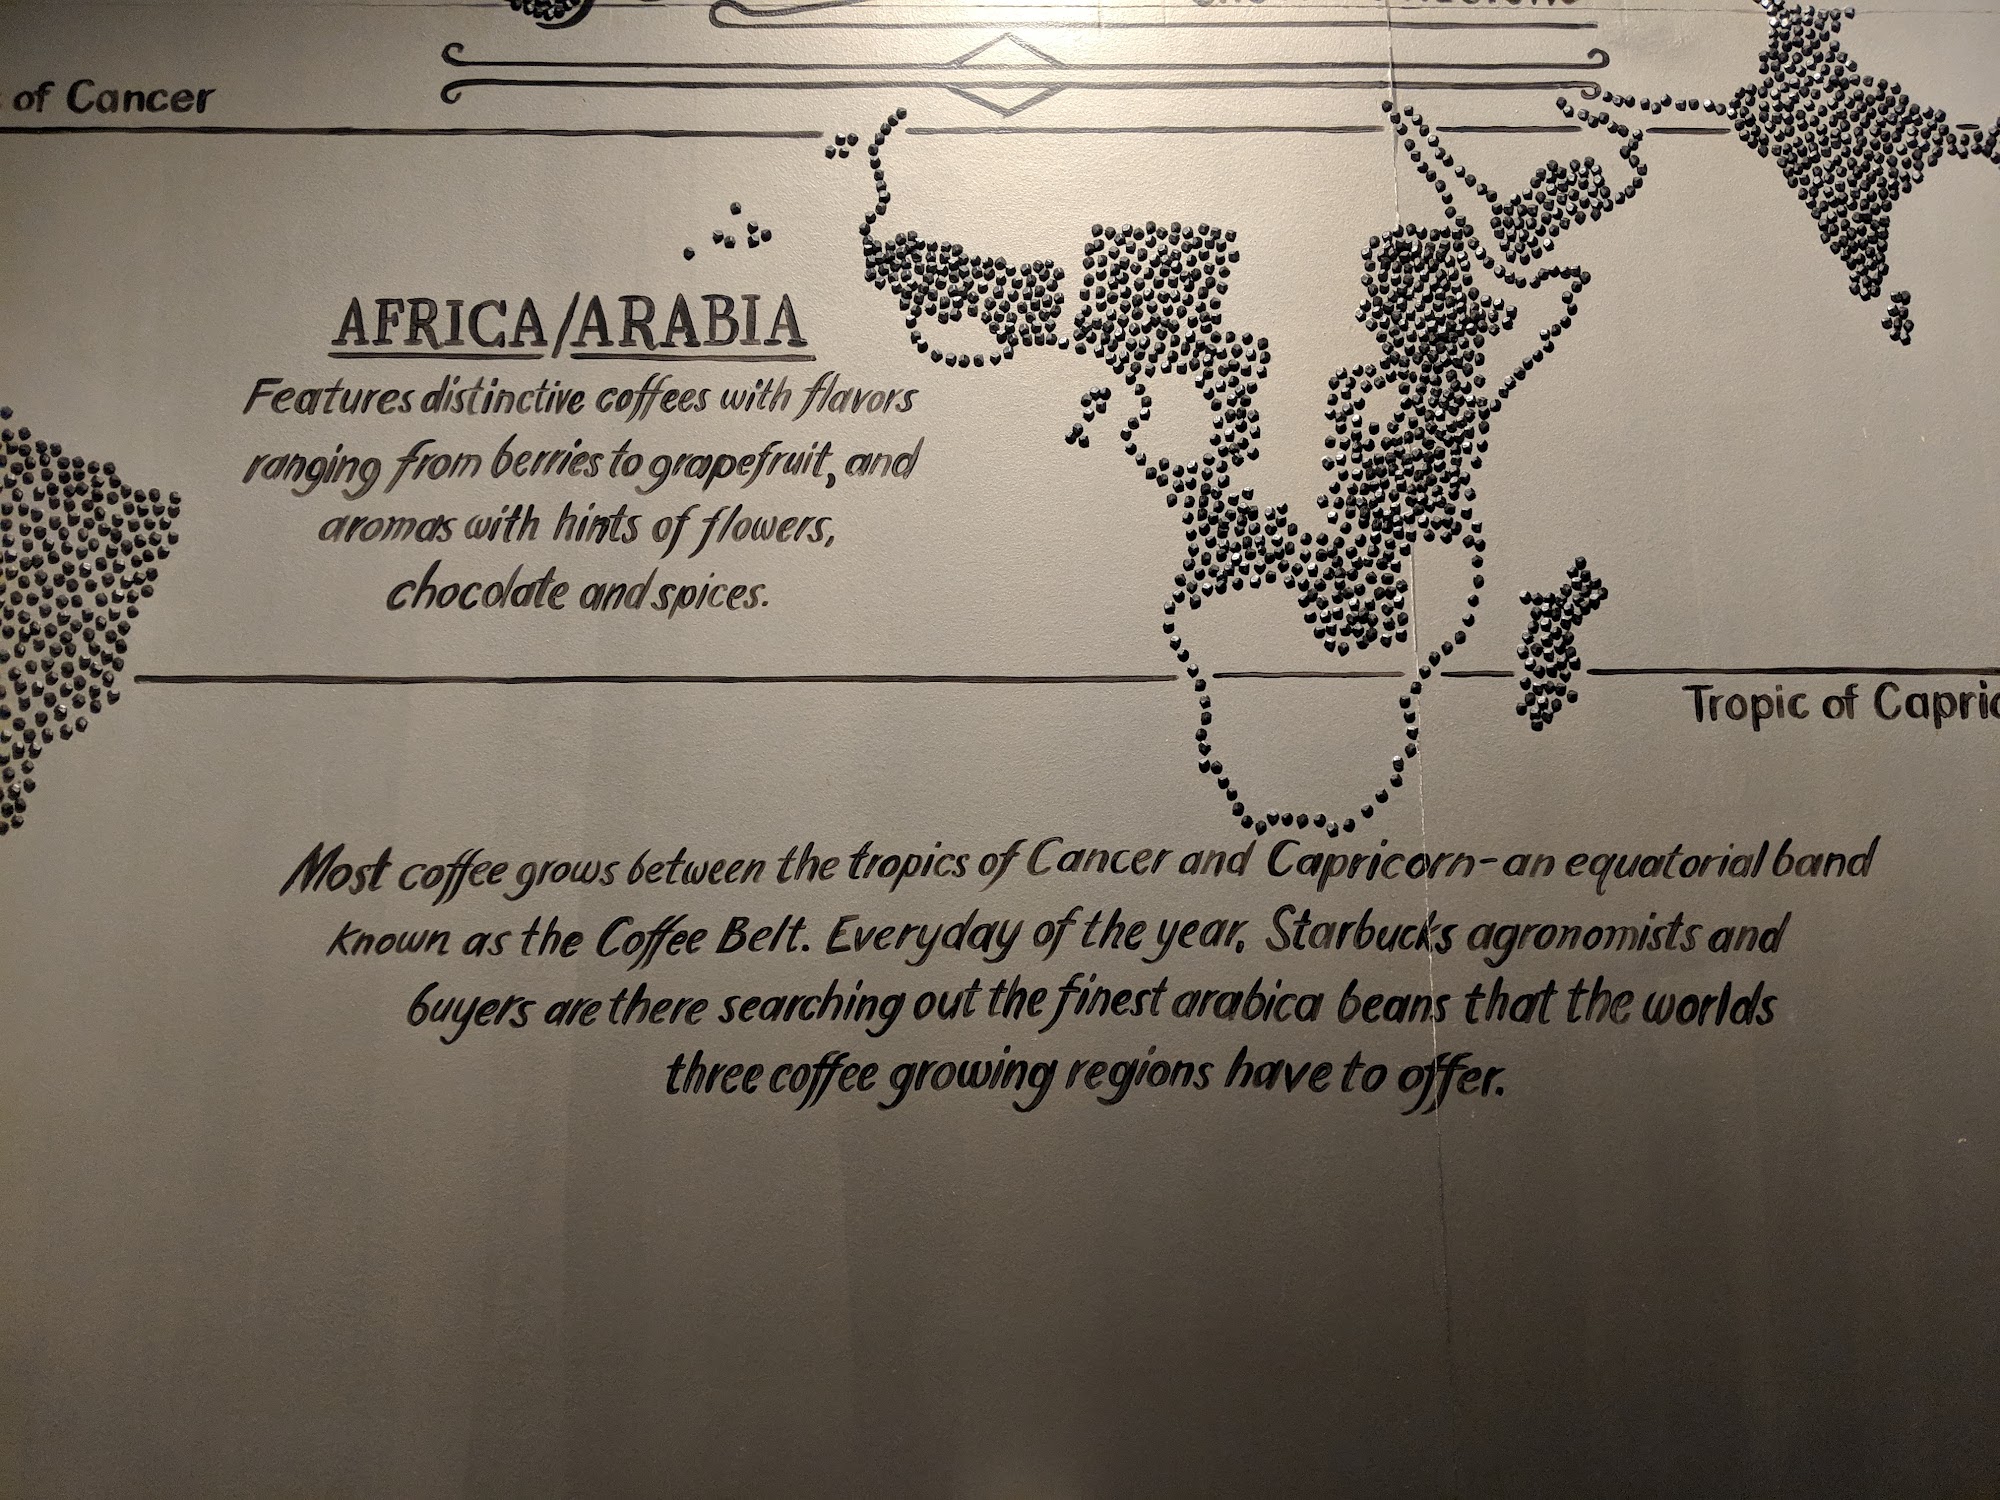 of Cancer
AFRICA/ARABIA
Features distinctive coffees with flavors
ranging from berries to grapefruit, and
aromas with hints of flowers,
chocolate and spices.
Tropic of Capric
Most coffee grows between the tropics of Cancer and Capricorn-an equatorial band
known as the Coffee Belt. Everyday of the year, Starbucks agronomists and
buyers are there searching out the finest arabica beans that the worlds
three coffee growing regions have to offer.